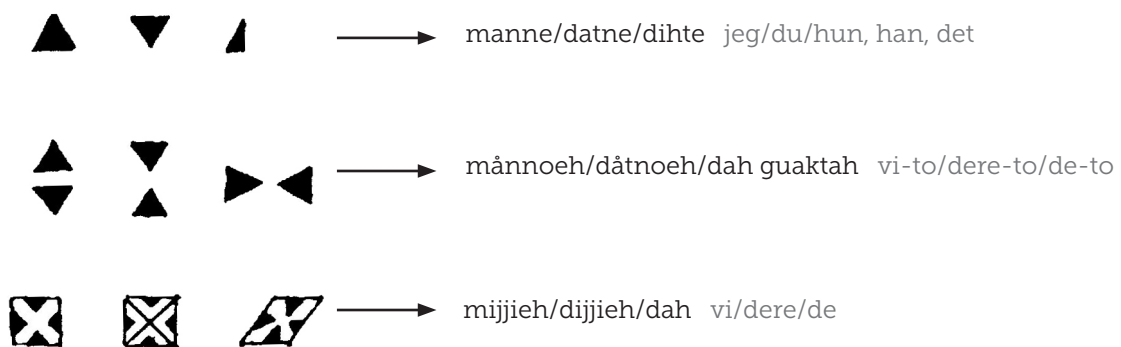 manne/datne/dihte jeg/du/hun, han, det
månnoeh/dåtnoeh/dah guaktah vi-to/dere-to/de-to
mijjieh/dijjieh/dah vi/dere/de